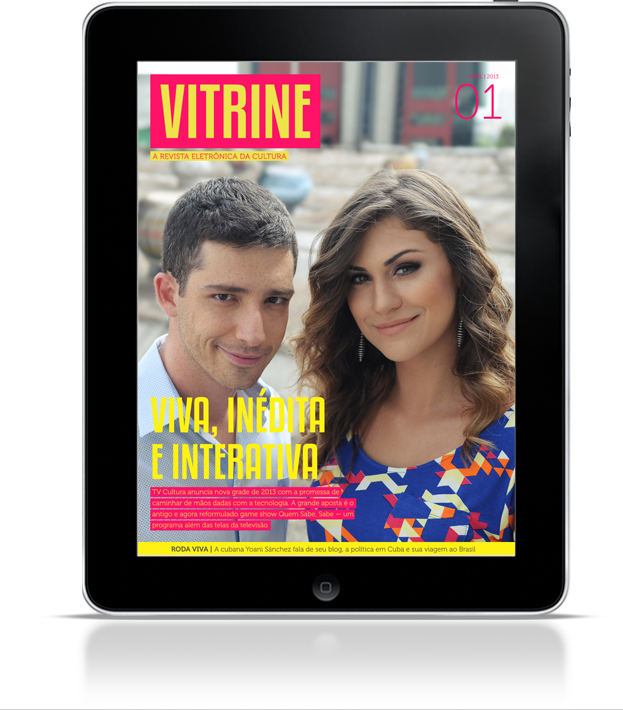 VITRINE
A REVISTA ELETRÔNICA DA CULTURA
| 2013
01
VIVA, INÉDITA
E INTERATIVA
TV Cultura anuncia nova grade de 2013 com a promessa de
caminhar de mãos dadas com a tecnologia. A grande aposta é o
antigo e agora reformulado game show Quem Sabe, Sabe — um
programa além das telas da televisão
RODA VIVA | A cubana Yoani Sánchez fala de seu blog, a política em Cuba e sua viagem ao Brasil